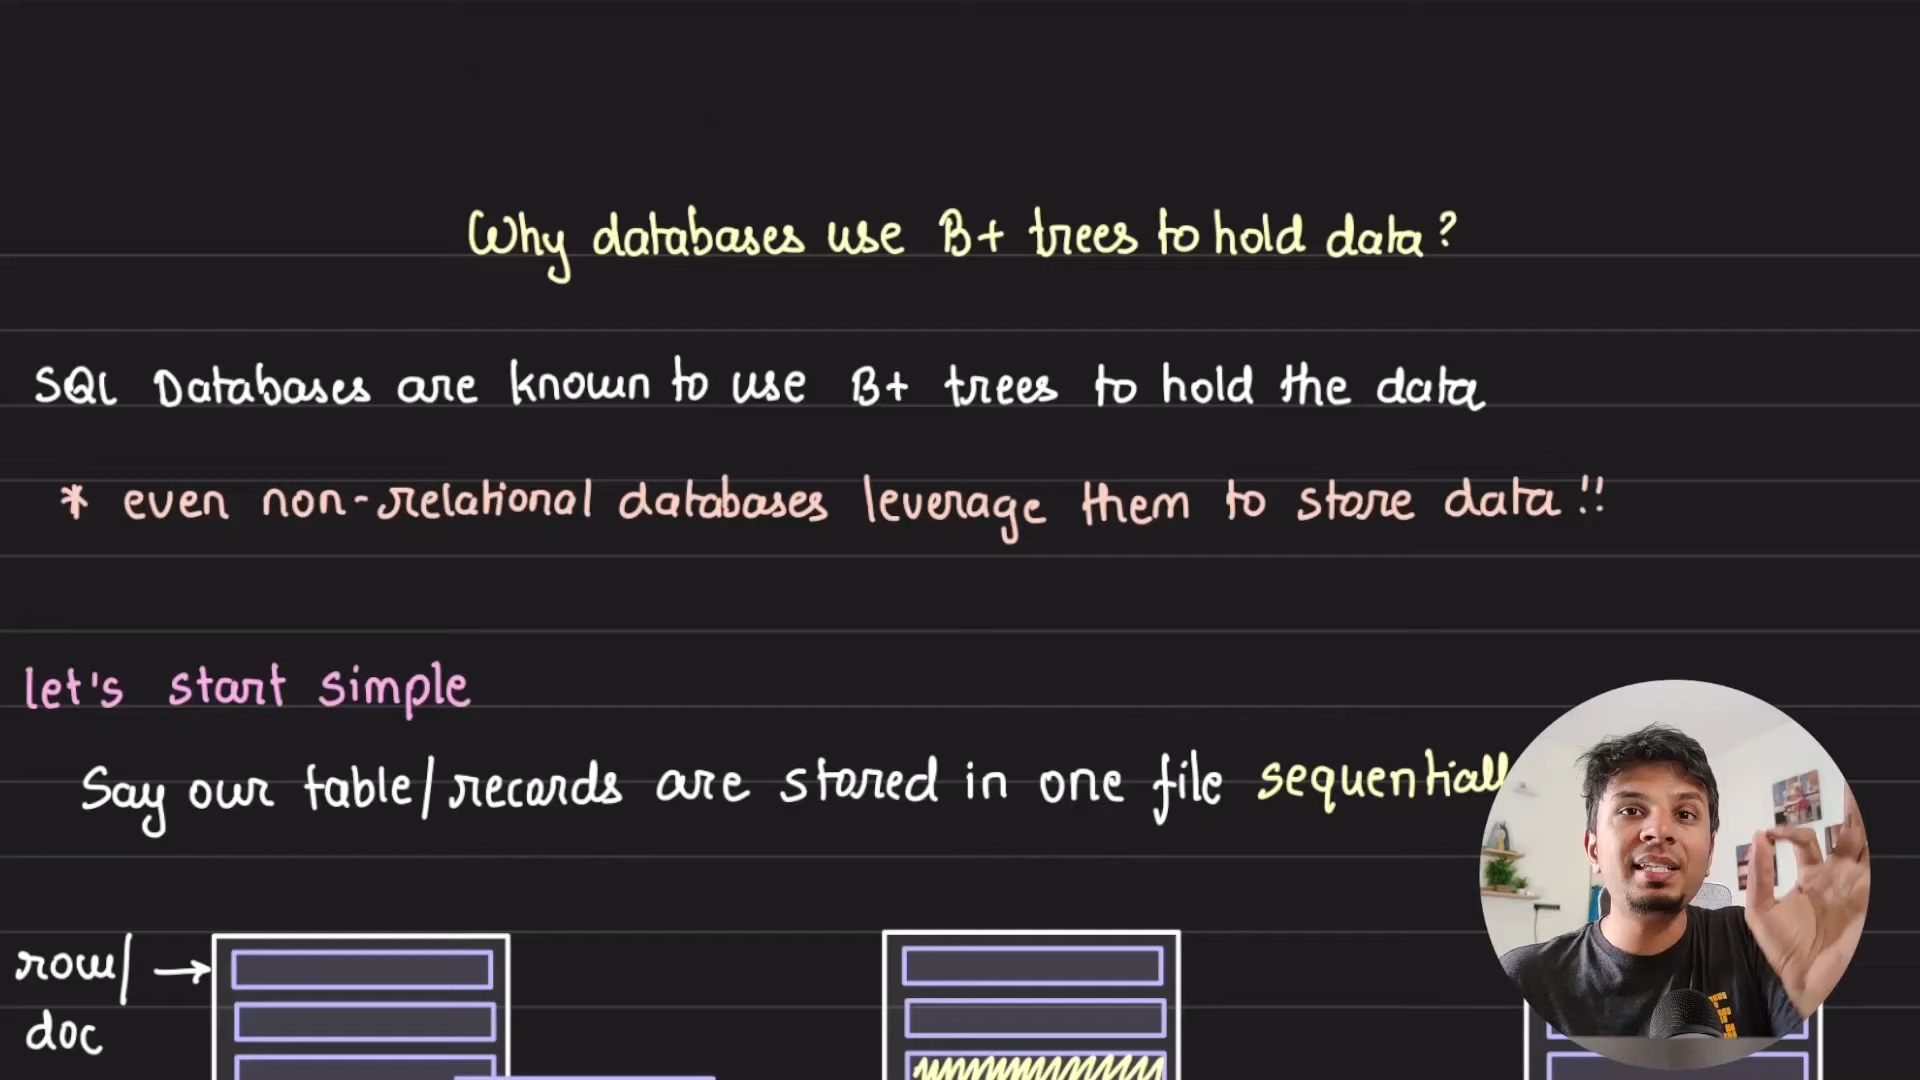 Why databases use B+ trees to hold data?
SQL Databases are known to use B+ trees to hold the data
* even non-relational databases leverage them to store data!!
let's start simple
Say our table/records are stored in one file
row/
doc